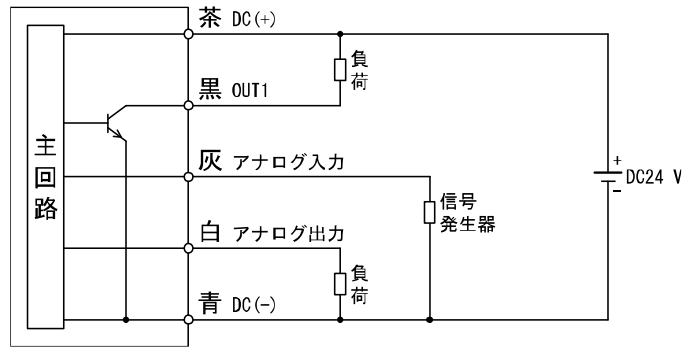 茶 DC(+)
負荷
黒 OUT1
主回路
灰 アナログ入力
+
DC24 V
−
信号
発生器
白 アナログ出力
負荷
青 DC(-)